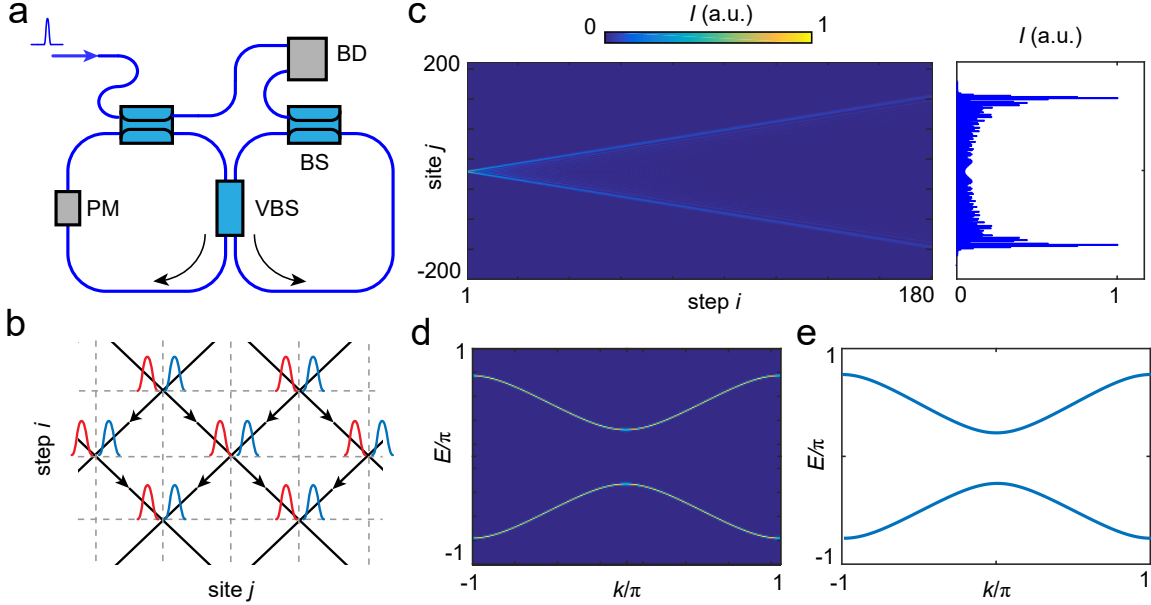 a
BD
BS
PM
VBS
b
step i
site j
c
I (a.u.)
0
1
200
site j
-200
1
step i
180
I (a.u.)
0
1
d
1
E/π
-1
-1
k/π
1
e
1
E/π
-1
-1
k/π
1